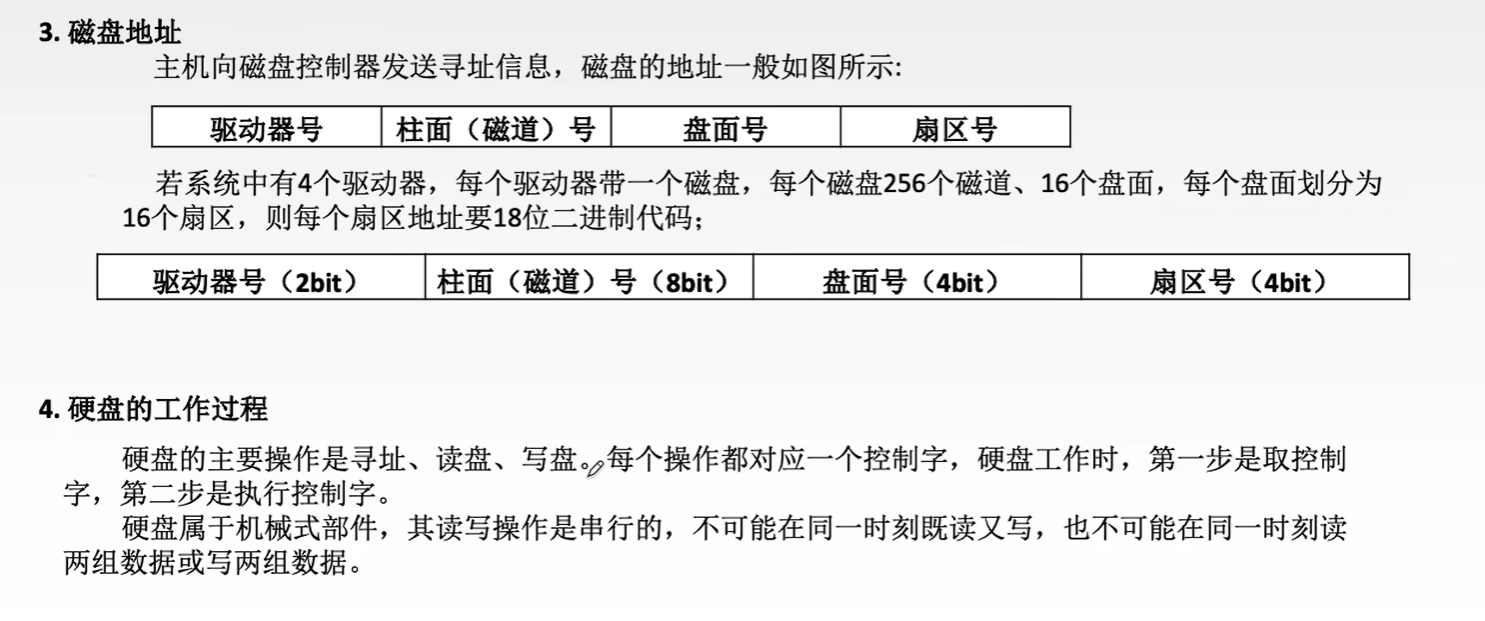 3. 磁盘地址
主机向磁盘控制器发送寻址信息，磁盘的地址一般如图所示:
驱动器号 柱面（磁道）号 盘面号 扇区号
若系统中有4个驱动器，每个驱动器带一个磁盘，每个磁盘256个磁道、16个盘面，每个盘面划分为
16个扇区，则每个扇区地址要18位二进制代码；
驱动器号（2bit） 柱面（磁道）号（8bit） 盘面号（4bit） 扇区号（4bit）
4. 硬盘的工作过程
硬盘的主要操作是寻址、读盘、写盘。每个操作都对应一个控制字，硬盘工作时，第一步是取控制
字，第二步是执行控制字。
硬盘属于机械式部件，其读写操作是串行的，不可能在同一时刻既读又写，也不可能在同一时刻读
两组数据或写两组数据。